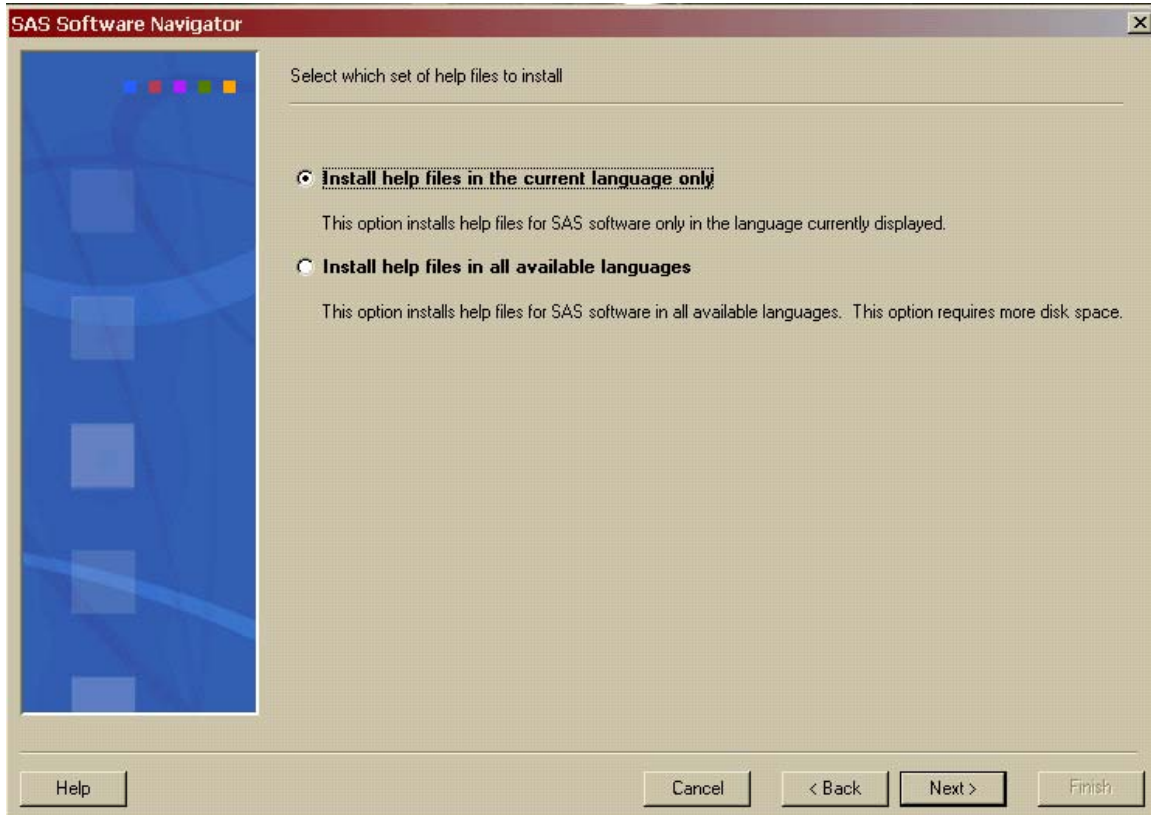 SAS Software Navigator
Select which set of help files to install
Install help files in the current language only
This option installs help files for SAS software only in the language currently displayed.
Install help files in all available languages
This option installs help files for SAS software in all available languages.  This option requires more disk space.
Help
Cancel
< Back
Next >
Finish